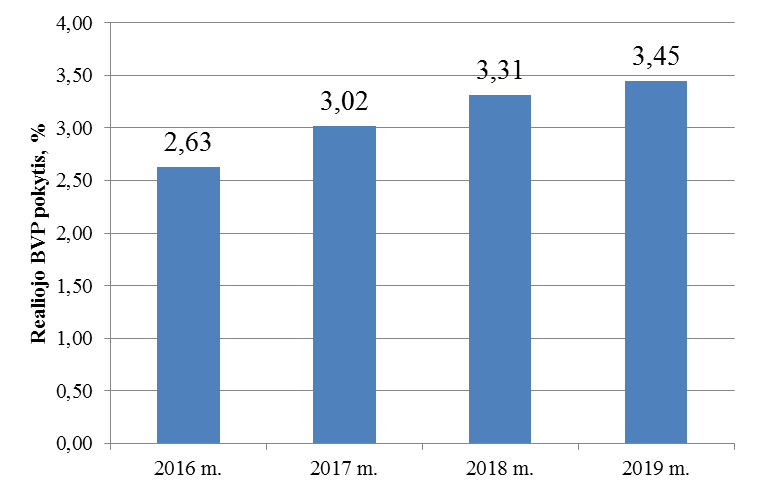 4,00
3,50
3,00
2,50
2,00
1,50
1,00
0,50
0,00
Realiojo BVP pokytis, %
2,63
3,02
3,31
3,45
2016 m.
2017 m.
2018 m.
2019 m.